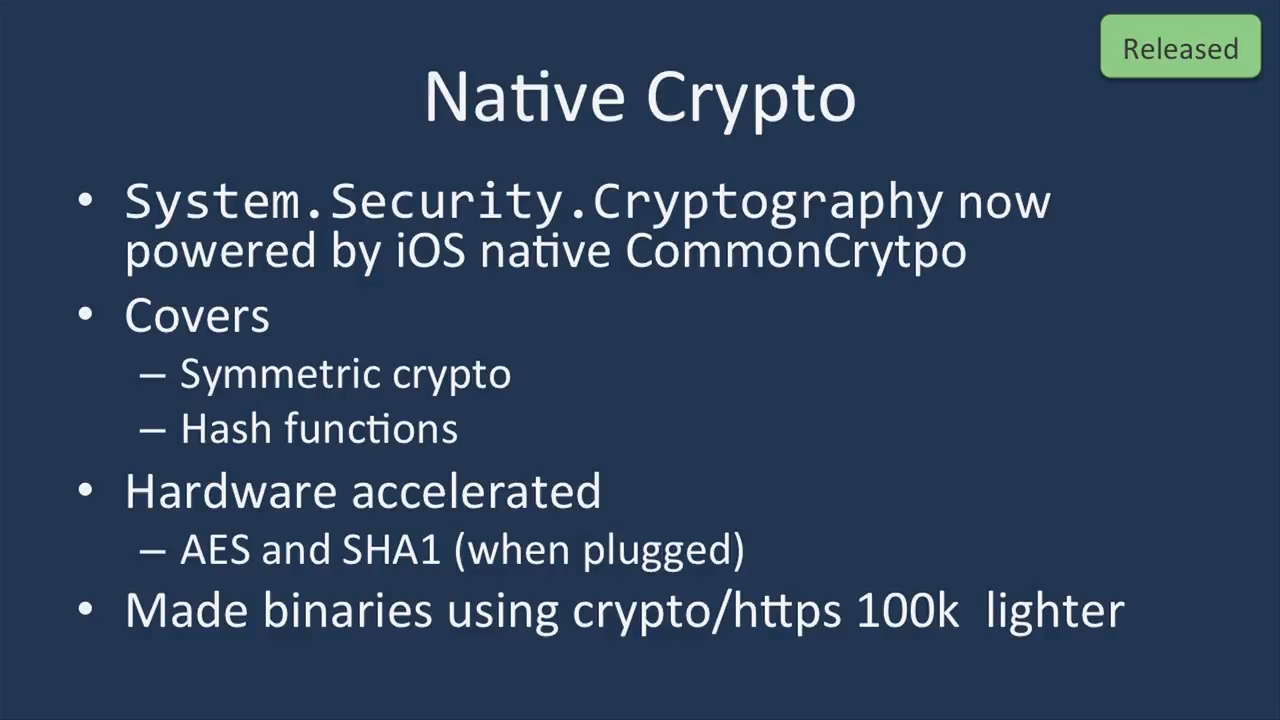 Released
Native Crypto
• System.Security.Cryptography now
powered by iOS native CommonCrytpo
• Covers
– Symmetric crypto
– Hash functions
• Hardware accelerated
– AES and SHA1 (when plugged)
• Made binaries using crypto/https 100k  lighter